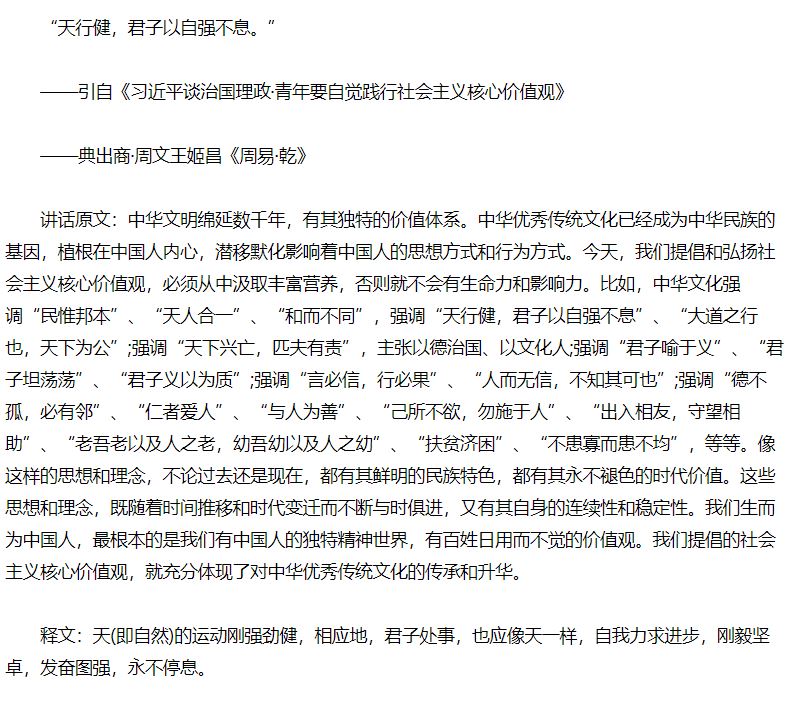 “天行健，君子以自强不息。”
——引自《习近平谈治国理政·青年要自觉践行社会主义核心价值观》
——典出商·周文王姬昌《周易·乾》
讲话原文：中华文明绵延数千年，有其独特的价值体系。中华优秀传统文化已经成为中华民族的
基因，植根在中国人内心，潜移默化影响着中国人的思想方式和行为方式。今天，我们提倡和弘扬社
会主义核心价值观，必须从中汲取丰富营养，否则就不会有生命力和影响力。比如，中华文化强
调“民惟邦本”、“天人合一”、“和而不同”，强调“天行健，君子以自强不息”、“大道之行
也，天下为公”;强调“天下兴亡，匹夫有责”，主张以德治国、以文化人;强调“君子喻于义”、“君
子坦荡荡”、“君子义以为质”;强调“言必信，行必果”、“人而无信，不知其可也”;强调“德不
孤，必有邻”、“仁者爱人”、“与人为善”、“己所不欲，勿施于人”、“出入相友，守望相
助”、“老吾老以及人之老，幼吾幼以及人之幼”、“扶贫济困”、“不患寡而患不均”，等等。像
这样的思想和理念，不论过去还是现在，都有其鲜明的民族特色，都有其永不褪色的时代价值。这些
思想和理念，既随着时间推移和时代变迁而不断与时俱进，又有其自身的连续性和稳定性。我们生而
为中国人，最根本的是我们有中国人的独特精神世界，有百姓日用而不觉的价值观。我们提倡的社会
主义核心价值观，就充分体现了对中华优秀传统文化的传承和升华。
释文：天(即自然)的运动刚强劲健，相应地，君子处事，也应像天一样，自我力求进步，刚毅坚
卓，发奋图强，永不停息。